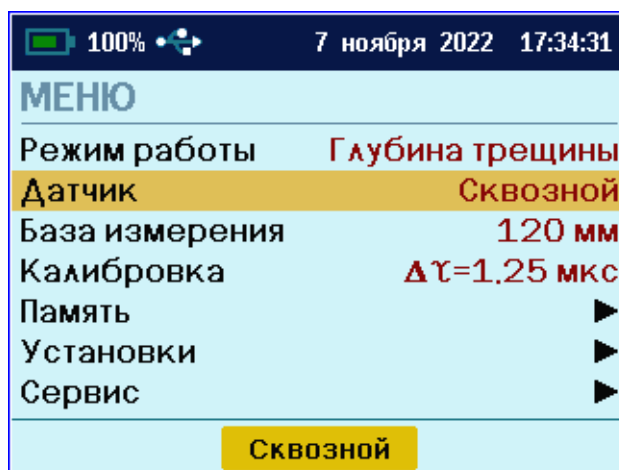 100% 7 ноября 2022 17:34:31
МЕНЮ
Режим работы Глубина трещины
Датчик Сквозной
База измерения 120 мм
Калибровка Δτ=1.25 мкс
Память ►
Установки ►
Сервис ►
Сквозной